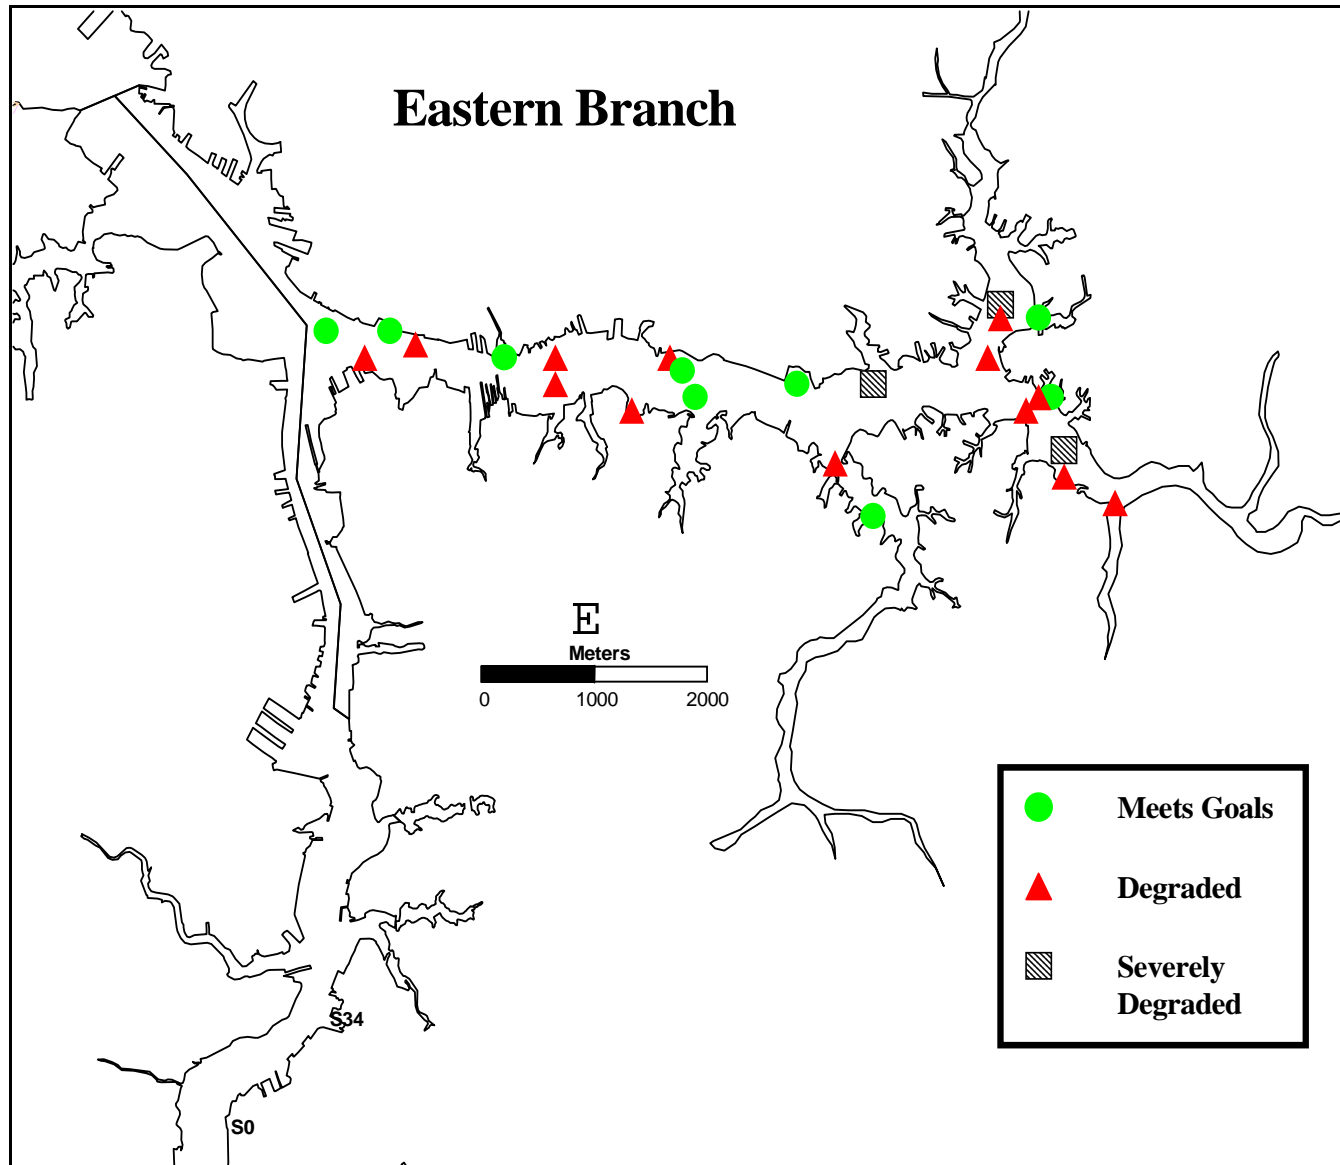 Eastern Branch
E
Meters
0 1000 2000
Meets Goals
Degraded
Severely
Degraded
S34
S0